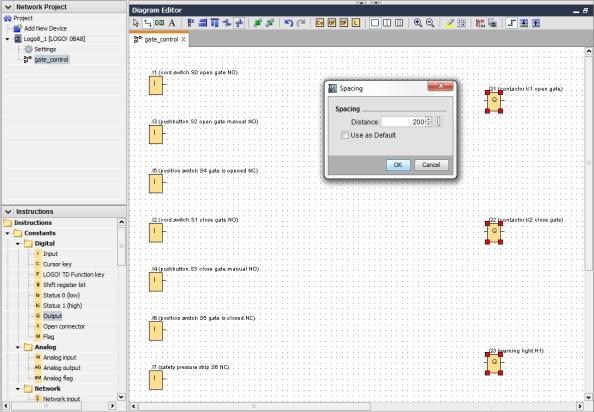 Network Project
Project
Add New Device
Logo8_1 [LOGO! 0BA8]
Settings
gate_control
Instructions
Instructions
Constants
Digital
I Input
C Cursor key
F LOGO! TD Function key
S Shift register bit
lo Status 0 (low)
hi Status 1 (high)
Q Output
X Open connector
M Flag
Analog
AI Analog input
AQ Analog output
AM Analog flag
Network
Network input
Diagram Editor
A
Co GF SF L
gate_control X
I1 (cord switch S0 open gate NO)
I
I3 (pushbutton S2 open gate manual NO)
I
I5 (position switch S4 gate is opened NC)
I
I2 (cord switch S1 close gate NO)
I
I4 (pushbutton S3 close gate manual NO)
I
I6 (position switch S5 gate is closed NC)
I
I7 (safety pressure strip S6 NC)
I
Spacing
Spacing
Distance: 200
Use as Default
OK Cancel
Q1 (contactor K1 open gate)
Q
Q2 (contactor K2 close gate)
Q
Q3 (warning light H1)
Q